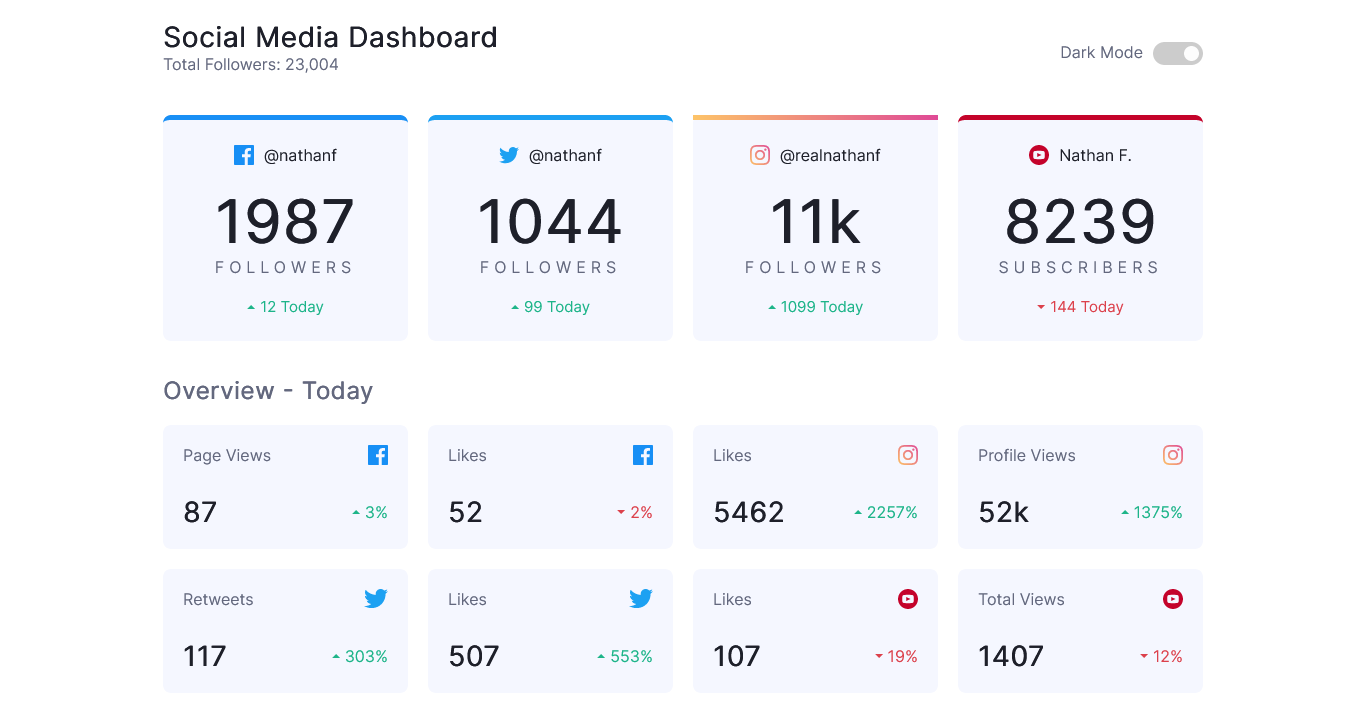 Social Media Dashboard
Total Followers: 23,004
Dark Mode
@nathanf
1987
FOLLOWERS
12 Today
@nathanf
1044
FOLLOWERS
99 Today
@realnathanf
11k
FOLLOWERS
1099 Today
Nathan F.
8239
SUBSCRIBERS
144 Today
Overview - Today
Page Views
87
3%
Likes
52
2%
Likes
5462
2257%
Profile Views
52k
1375%
Retweets
117
303%
Likes
507
553%
Likes
107
19%
Total Views
1407
12%